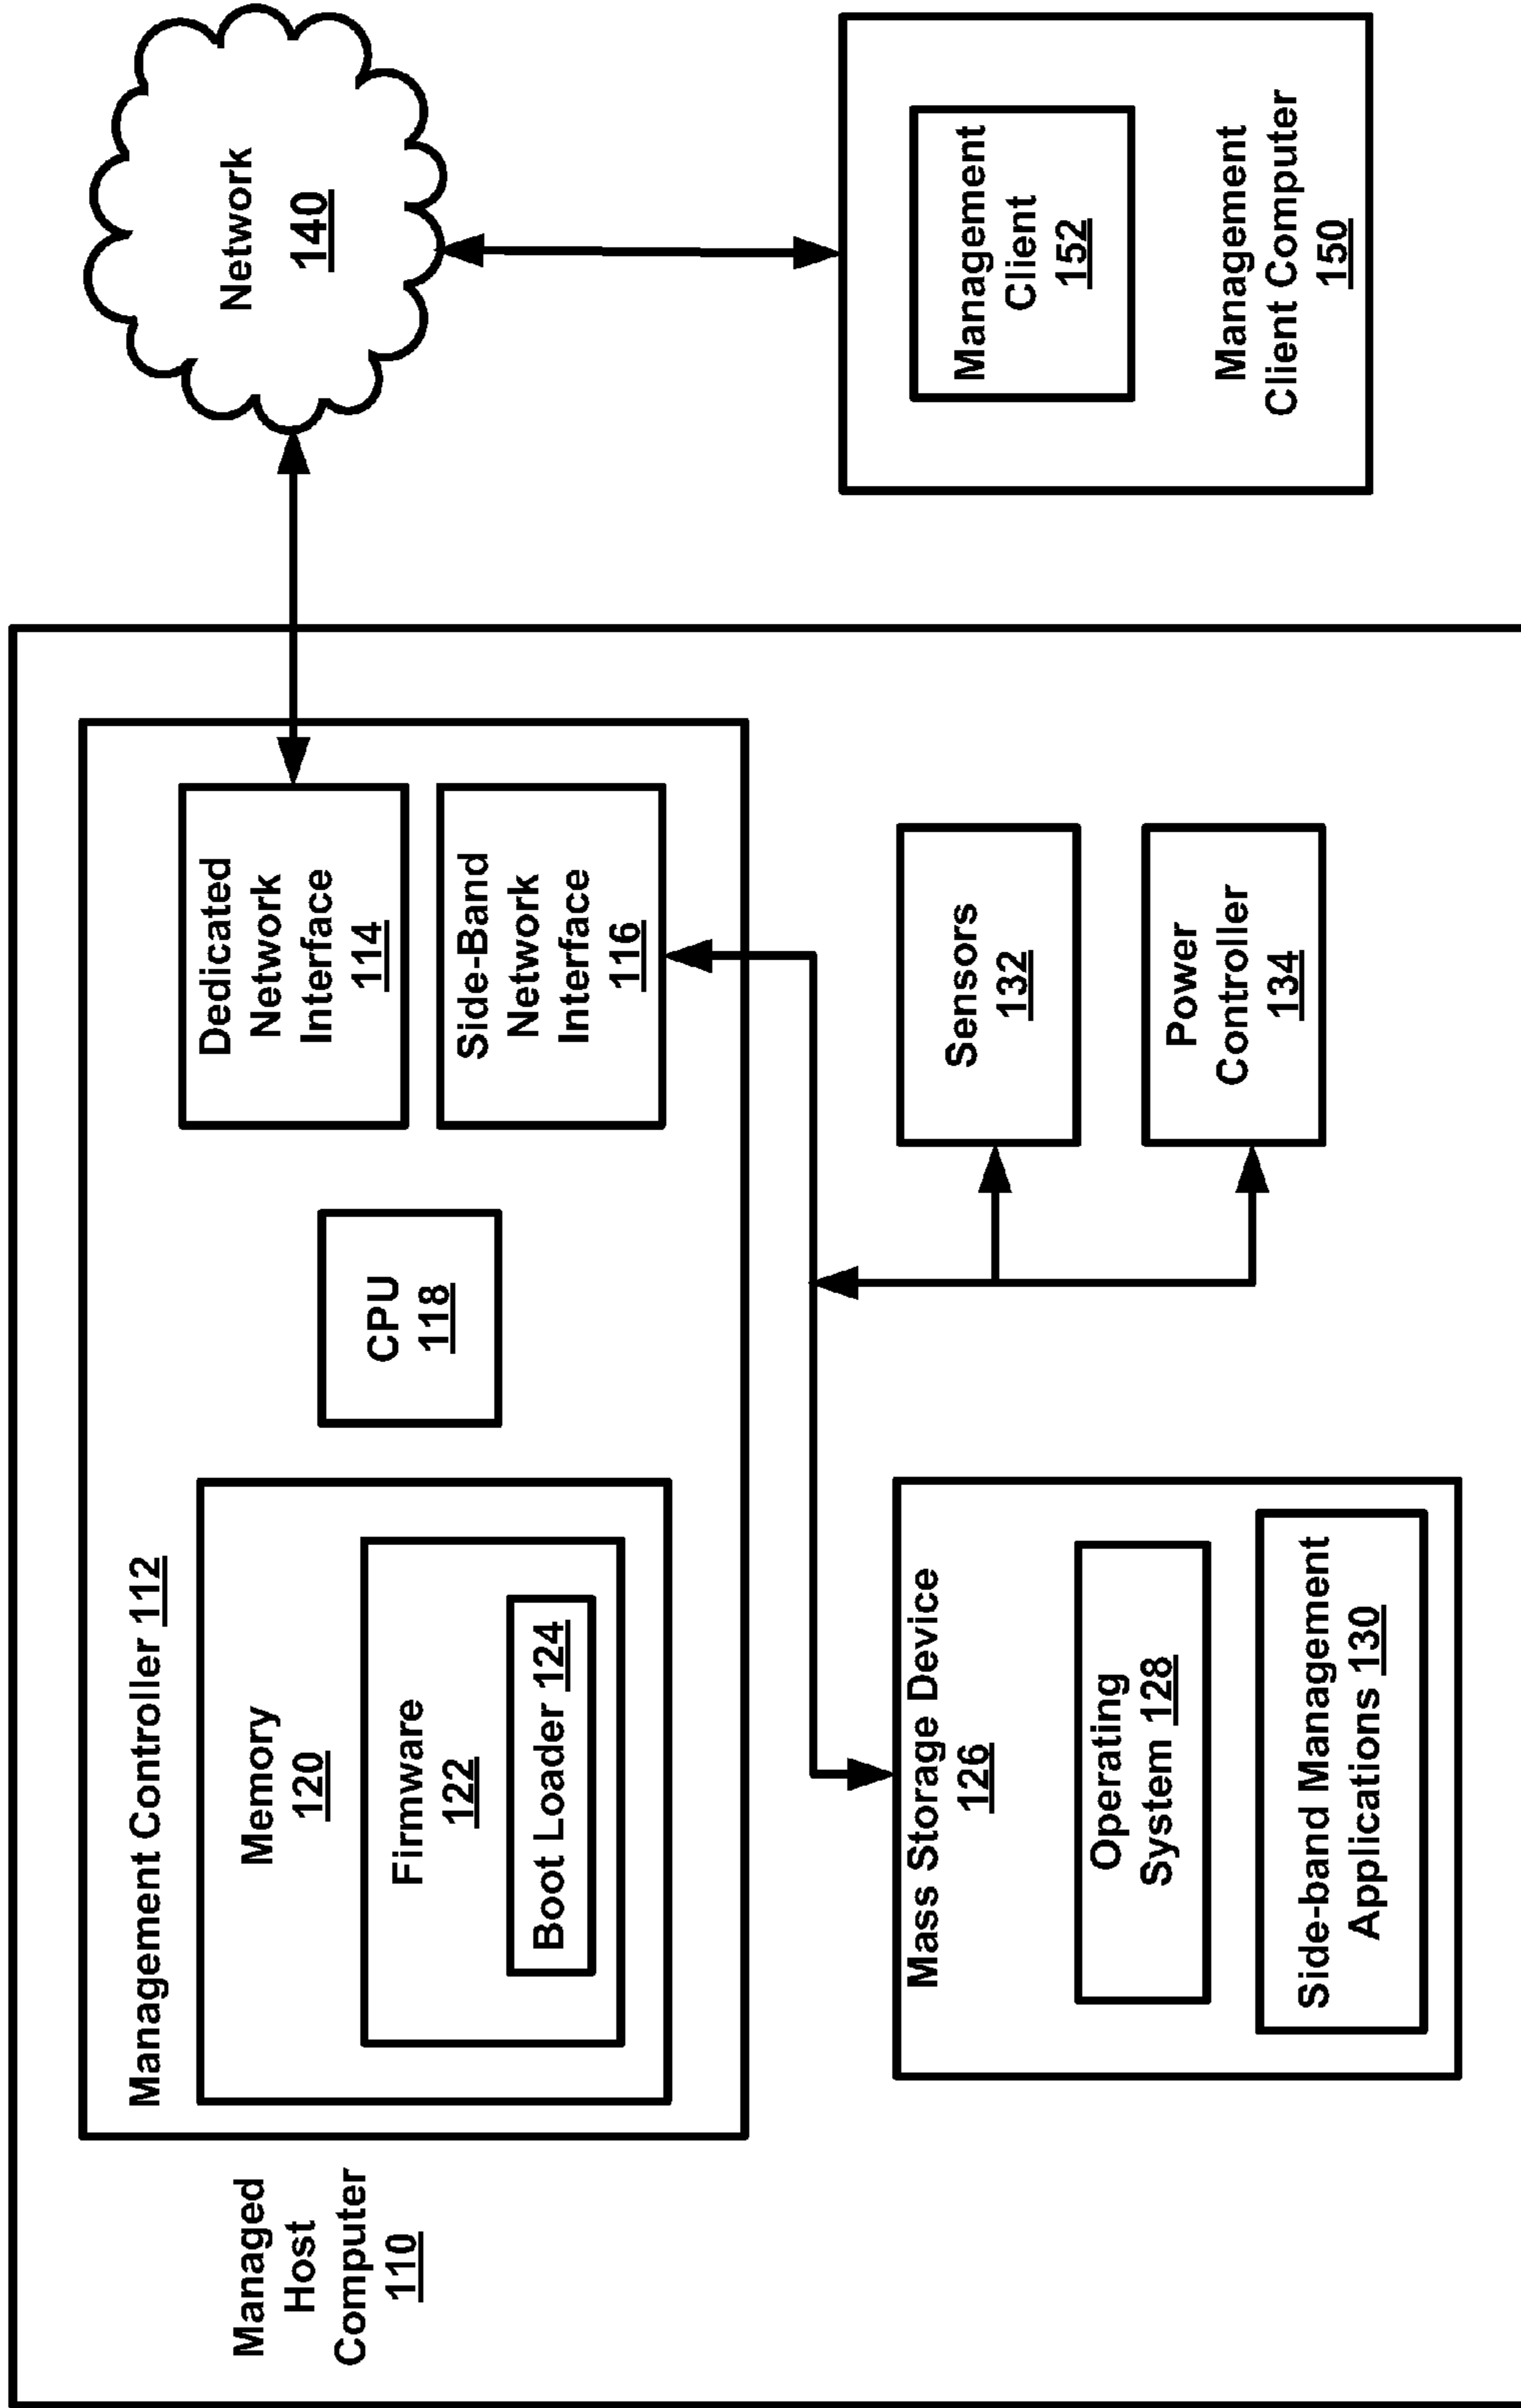 Managed
Host
Computer
110
Management Controller 112
Memory
120
Firmware
122
Boot Loader 124
CPU
118
Dedicated
Network
Interface
114
Side-Band
Network
Interface
116
Mass Storage Device
126
Operating
System 128
Side-band Management
Applications 130
Sensors
132
Power
Controller
134
Network
140
Management
Client
152
Management
Client Computer
150